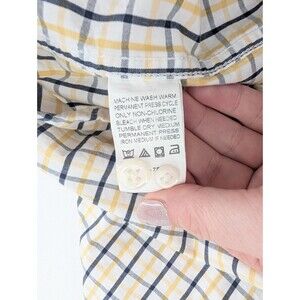 MACHINE WASH WARM
PERMANENT PRESS CYCLE
ONLY NON-CHLORINE
BLEACH WHEN NEEDED
TUMBLE DRY MEDIUM
PERMANENT PRESS
IRON MEDIUM IF NEEDED